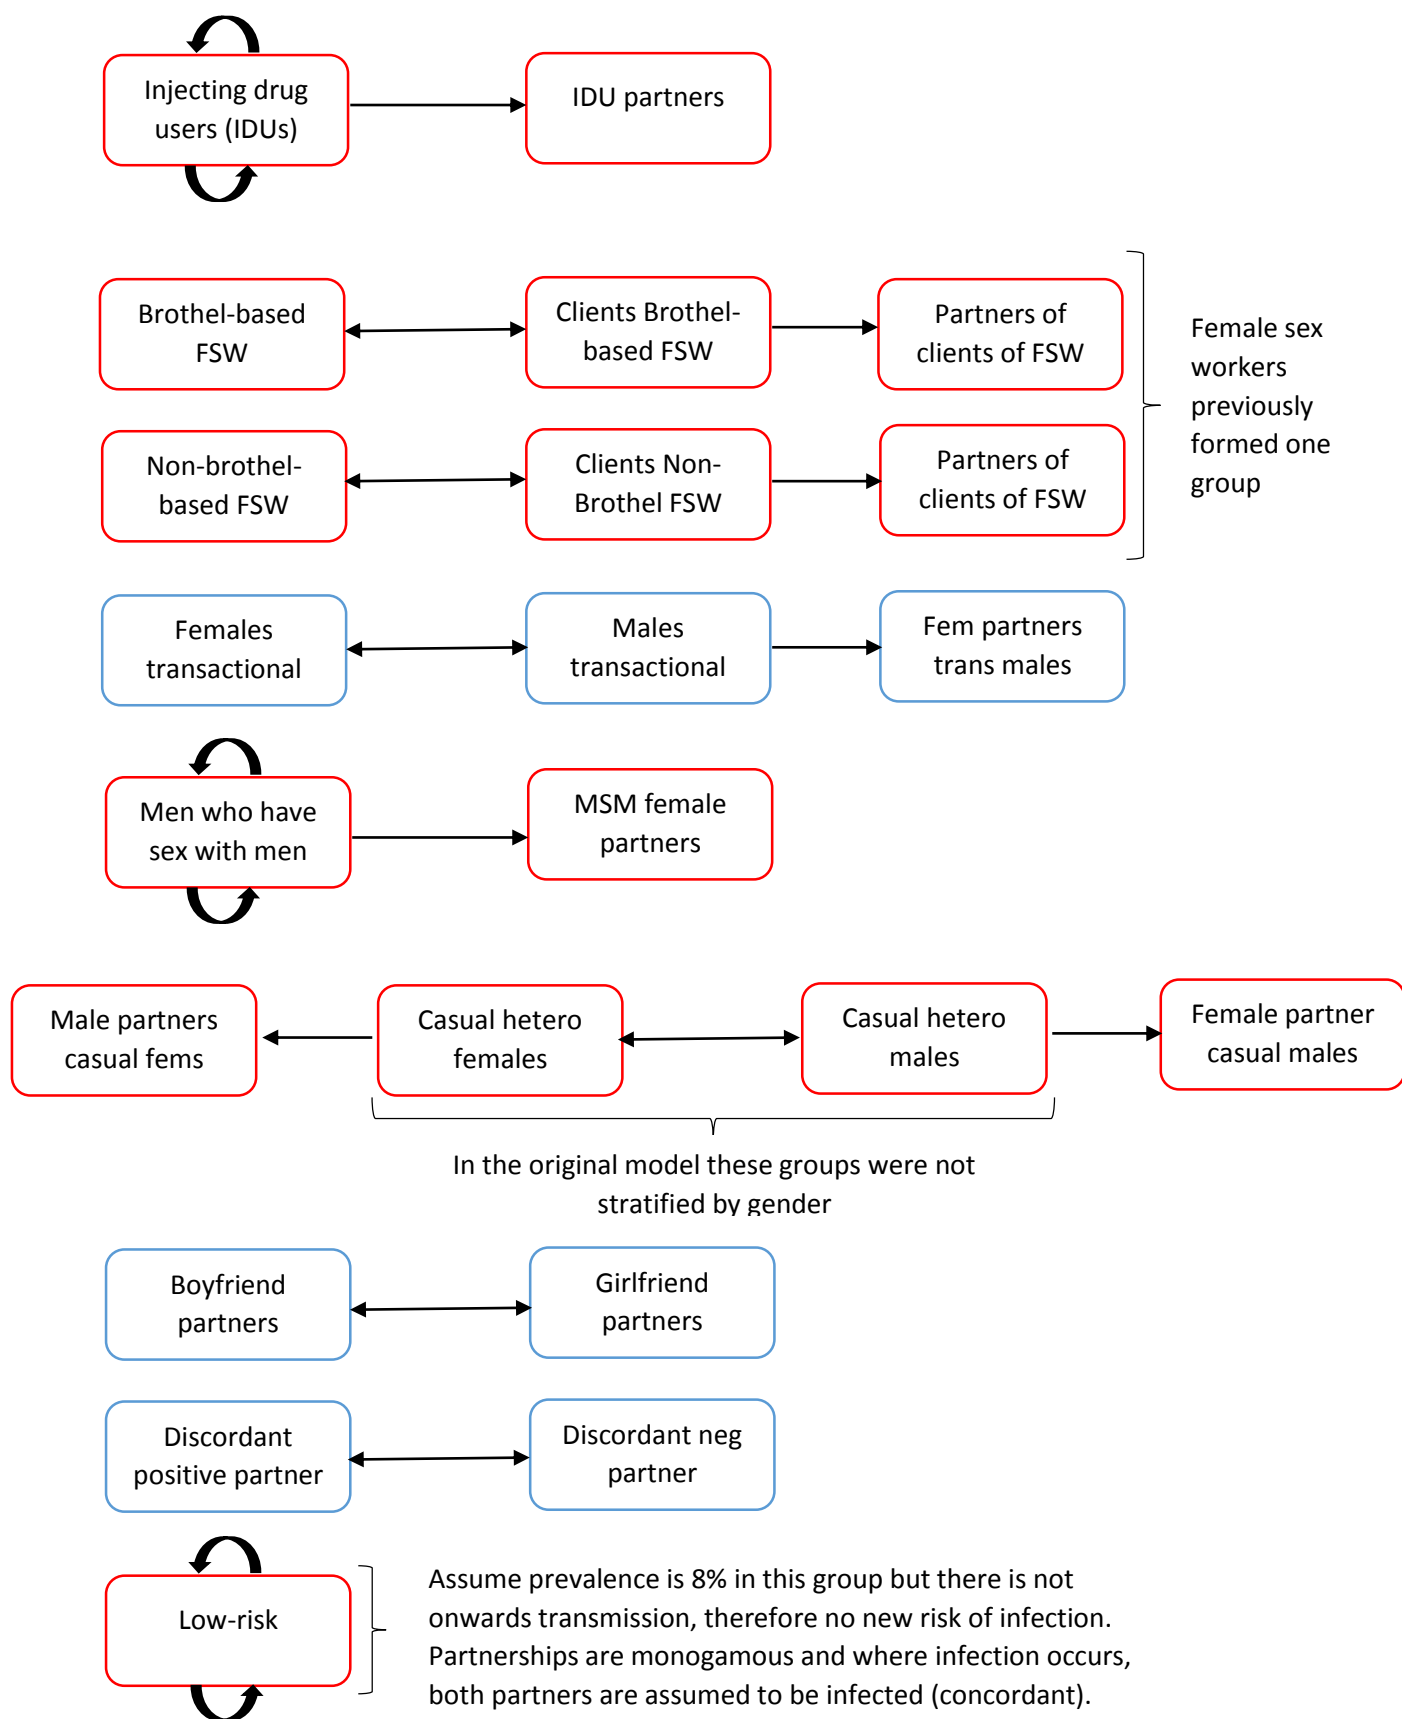 Injecting drug
users (IDUs)
IDU partners
Brothel-based
FSW
Clients Brothel-
based FSW
Partners of
clients of FSW
Non-brothel-
based FSW
Clients Non-
Brothel FSW
Partners of
clients of FSW
Female sex
workers
previously
formed one
group
Females
transactional
Males
transactional
Fem partners
trans males
Men who have
sex with men
MSM female
partners
Male partners
casual fems
Casual hetero
females
Casual hetero
males
Female partner
casual males
In the original model these groups were not
stratified by gender
Boyfriend
partners
Girlfriend
partners
Discordant
positive partner
Discordant neg
partner
Low-risk
Assume prevalence is 8% in this group but there is not
onwards transmission, therefore no new risk of infection.
Partnerships are monogamous and where infection occurs,
both partners are assumed to be infected (concordant).